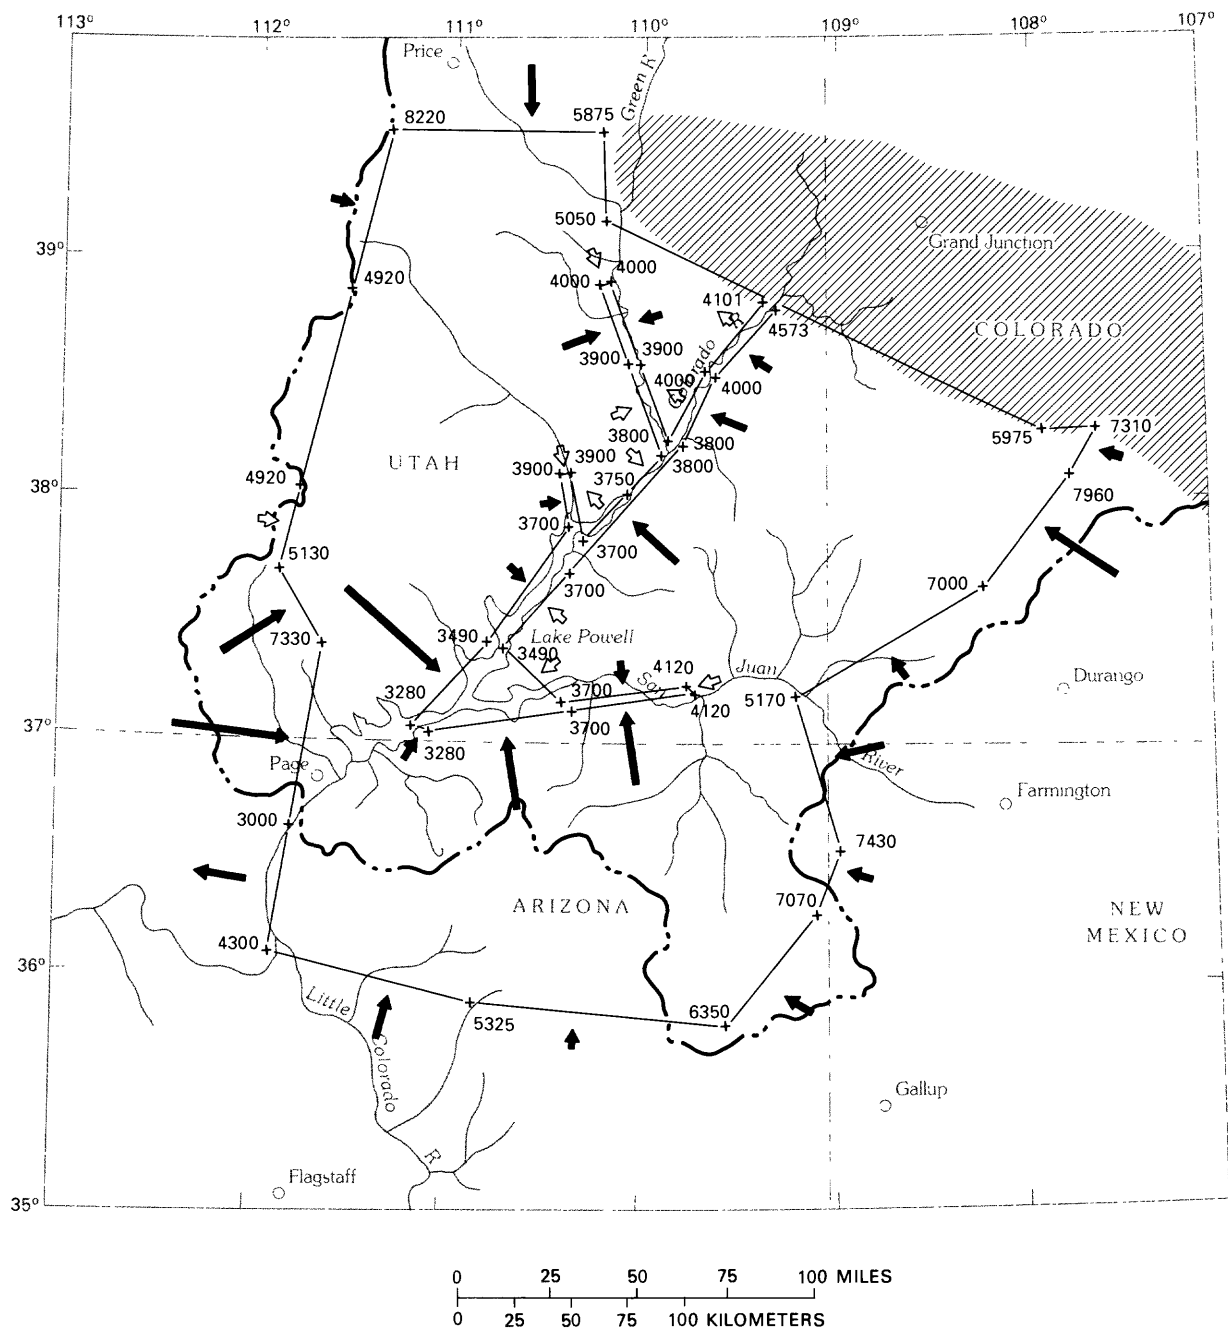 113° 112° 111° 110° 109° 108° 107°
Price
Green R
8220 5875
5050
39°
Grand Junction
4920 4000 4000
4101
4573
COLORADO
Colorado
3900 3900
4000 4000
5975 7310
3800 3800
3800
UTAH
3900 3900
3750
4920
38°
7960
3700
3700
5130
3700
7000
7330
3490 Lake Powell
3490
4120 Juan
San
3700
3280
5170
Durango
3700 4120
37°
3280
River
Page
Farmington
3000
7430
7070
ARIZONA
NEW
MEXICO
4300
36°
Little
6350
5325
Colorado
Gallup
R
Flagstaff
35°
0 25 50 75 100 MILES
0 25 50 75 100 KILOMETERS